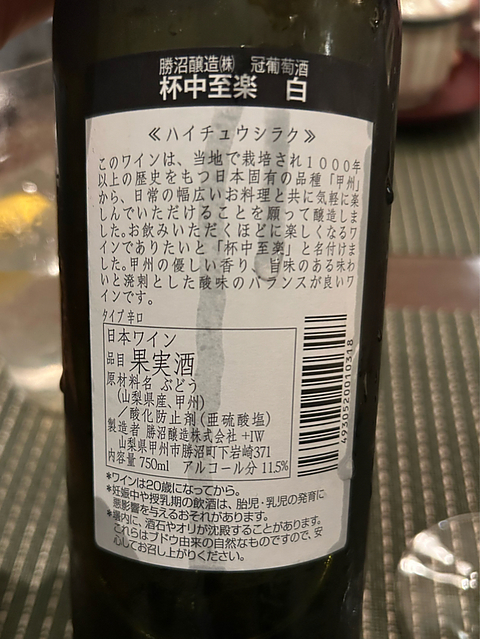 勝沼醸造㈱ 冠葡萄酒
杯中至楽 白
≪ハイチュウシラク≫
このワインは、当地で栽培され1000年
以上の歴史をもつ日本固有の品種「甲州」
から、日常の幅広いお料理と共に気軽に楽
しんでいただけることを願って醸造しま
した。お飲みいただくほどに楽しくなるワ
インでありたいと「杯中至楽」と名付けま
した。甲州の優しい香り、旨味のある味わ
いと溌剌とした酸味のバランスが良いワ
インです。
タイプ 辛口
日本ワイン
品目 果実酒
原材料名 ぶどう
(山梨県産、甲州)
/酸化防止剤(亜硫酸塩)
製造者 勝沼醸造株式会社 +IW
山梨県甲州市勝沼町下岩崎371
内容量 750ml アルコール分 11.5%
4930520010318
*ワインは20歳になってから。
*妊娠中や授乳期の飲酒は、胎児・乳児の発育に
悪影響を与えるおそれがあります。
*壜内に、酒石やオリが沈殿することがあります。
これらはブドウ由来の自然なものですので、安
心してお召し上がりください。